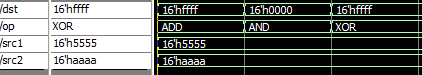 /dst 16'hffff 16'hffff 16'h0000 16'hffff
/op XOR ADD AND XOR
/src1 16'h5555 16'h5555
/src2 16'haaaa 16'haaaa